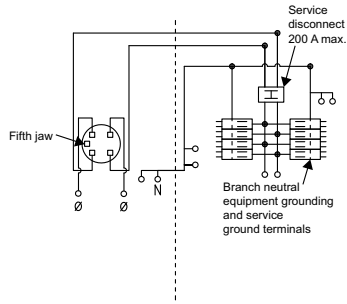 Service
disconnect
200 A max.
Fifth jaw
Ø
Ø
N
Branch neutral
equipment grounding
and service
ground terminals